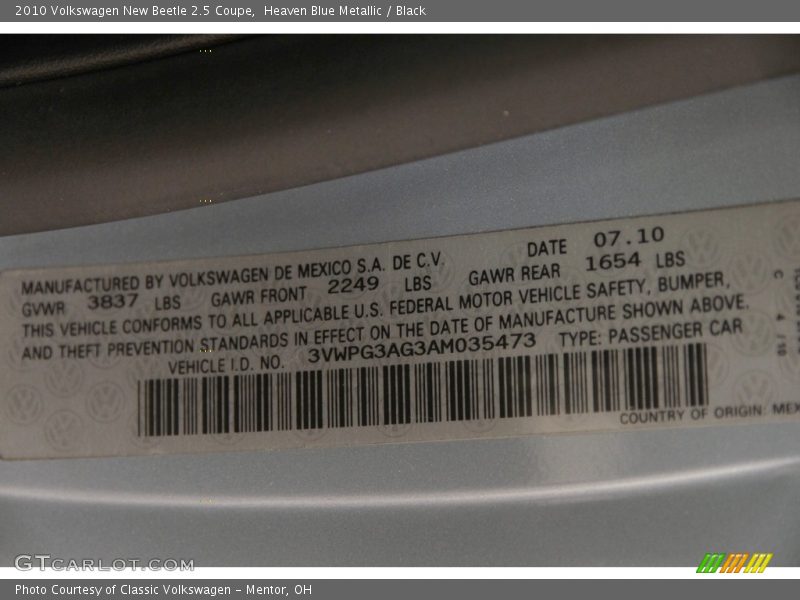 2010 Volkswagen New Beetle 2.5 Coupe, Heaven Blue Metallic / Black
MANUFACTURED BY VOLKSWAGEN DE MEXICO S.A. DE C.V. DATE 07.10
GVWR 3837 LBS GAWR FRONT 2249 LBS GAWR REAR 1654 LBS
THIS VEHICLE CONFORMS TO ALL APPLICABLE U.S. FEDERAL MOTOR VEHICLE SAFETY, BUMPER,
AND THEFT PREVENTION STANDARDS IN EFFECT ON THE DATE OF MANUFACTURE SHOWN ABOVE.
VEHICLE I.D. NO. 3VWPG3AG3AM035473 TYPE: PASSENGER CAR
COUNTRY OF ORIGIN: MEX
GTCARLOT.COM
Photo Courtesy of Classic Volkswagen - Mentor, OH